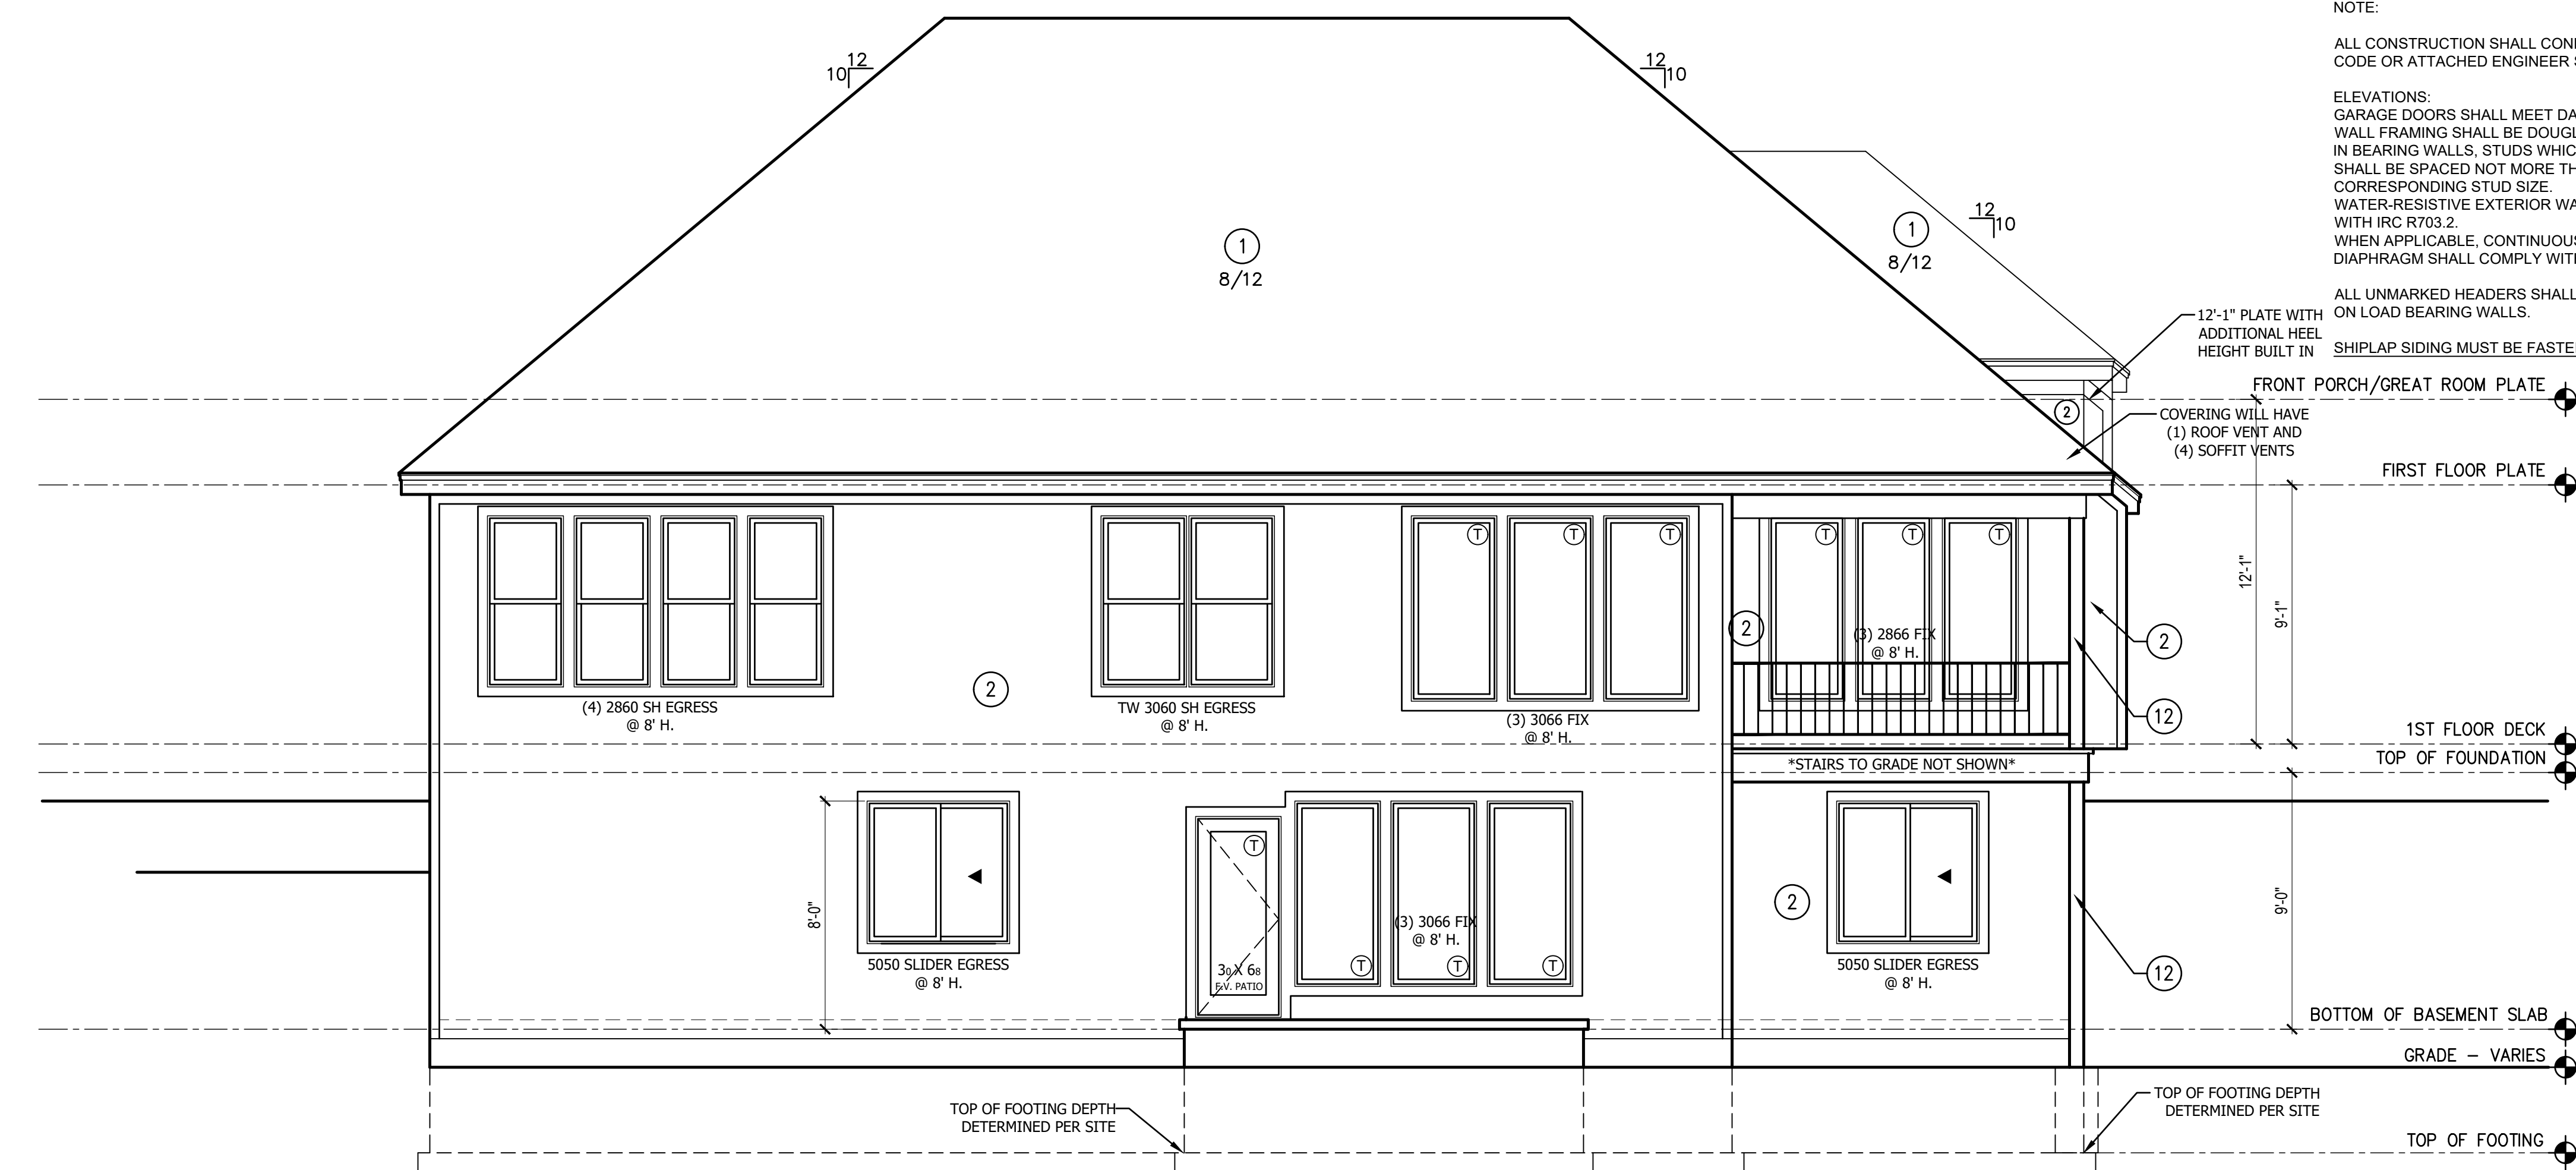 NOTE:
ALL CONSTRUCTION SHALL
CODE OR ATTACHED ENGINEER
ELEVATIONS:
GARAGE DOORS SHALL MEET
WALL FRAMING SHALL BE
IN BEARING WALLS, STUDS
SHALL BE SPACED NOT MORE
CORRESPONDING STUD SIZE.
WATER-RESISTIVE EXTERIOR
WITH IRC R703.2.
WHEN APPLICABLE,
DIAPHRAGM SHALL COMPLY
ALL UNMARKED HEADERS SHALL
ON LOAD BEARING WALLS.
SHIPLAP SIDING MUST BE
12
10
12
10
12
10
1
8/12
1
8/12
12'-1" PLATE WITH
ADDITIONAL HEEL
HEIGHT BUILT IN
FRONT PORCH/GREAT ROOM PLATE
2
COVERING WILL HAVE
(1) ROOF VENT AND
(4) SOFFIT VENTS
FIRST FLOOR PLATE
T
T
T
T
T
T
12'-1"
9'-1"
2
2
2
(3) 2866 FIX
@ 8' H.
(4) 2860 SH EGRESS
@ 8' H.
TW 3060 SH EGRESS
@ 8' H.
(3) 3066 FIX
@ 8' H.
12
1ST FLOOR DECK
TOP OF FOUNDATION
*STAIRS TO GRADE NOT SHOWN*
8'-0"
T
9'-0"
2
(3) 3066 FIX
@ 8' H.
T
T
T
30 X 68
F.V. PATIO
5050 SLIDER EGRESS
@ 8' H.
5050 SLIDER EGRESS
@ 8' H.
12
BOTTOM OF BASEMENT SLAB
GRADE – VARIES
TOP OF FOOTING DEPTH
DETERMINED PER SITE
TOP OF FOOTING DEPTH
DETERMINED PER SITE
TOP OF FOOTING